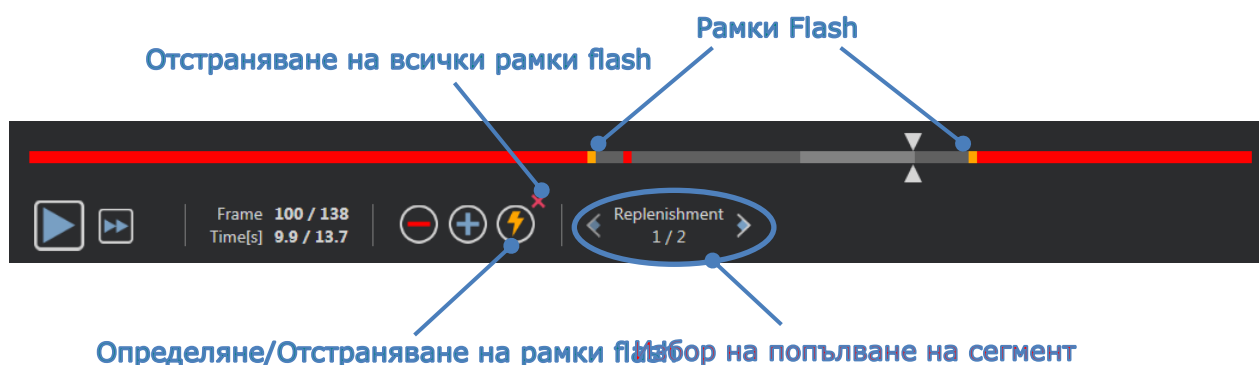 Рамки Flash
Отстраняване на всички рамки flash
Frame 100 / 138
Time[s] 9.9 / 13.7
Replenishment
1 / 2
Определяне/Отстраняване на рамки flash
Избор на попълване на сегмент